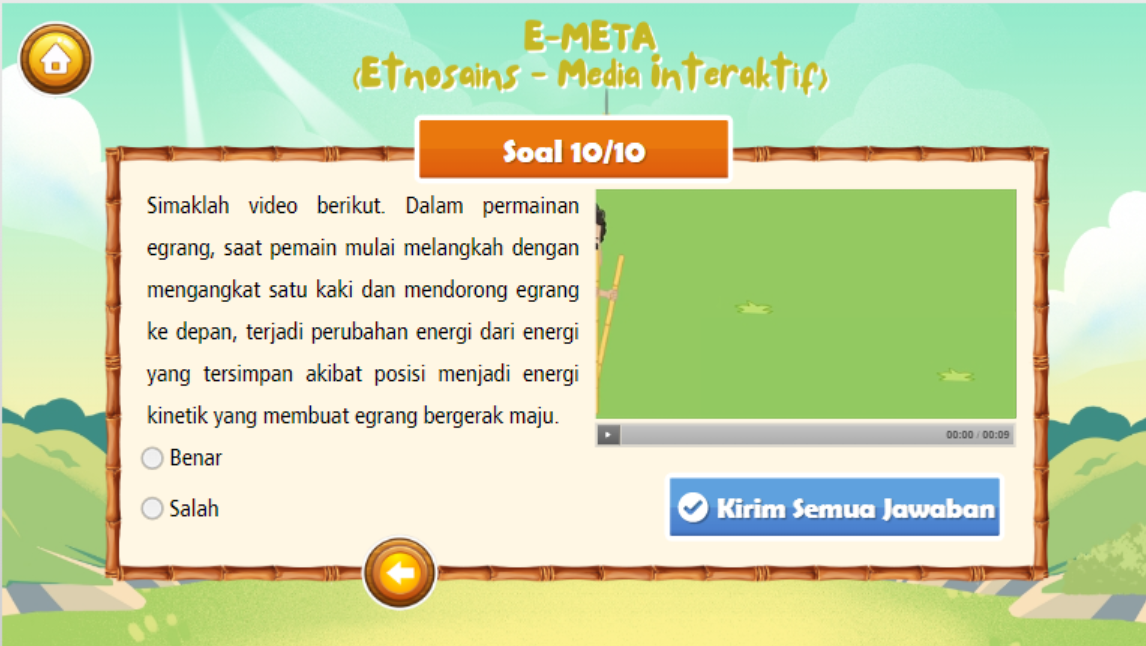 E-META
(Etnosains - Media interaktif)
Soal 10/10
Simaklah video berikut. Dalam permainan
egrang, saat pemain mulai melangkah dengan
mengangkat satu kaki dan mendorong egrang
ke depan, terjadi perubahan energi dari energi
yang tersimpan akibat posisi menjadi energi
kinetik yang membuat egrang bergerak maju.
Benar
Salah
00:00 / 00:09
Kirim Semua Jawaban